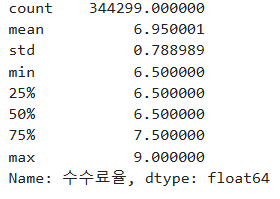 count    344299.000000
mean          6.950001
std           0.788989
min           6.500000
25%           6.500000
50%           6.500000
75%           7.500000
max           9.000000
Name: 수수료율, dtype: float64